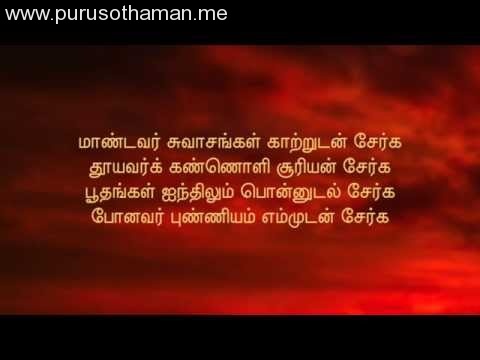 www.purusothaman.me
மாண்டவர் சுவாசங்கள் காற்றுடன் சேர்க
தூயவர்க் கண்ணொளி சூரியன் சேர்க
பூதங்கள் ஐந்திலும் பொன்னுடல் சேர்க
போனவர் புண்ணியம் எம்முடன் சேர்க